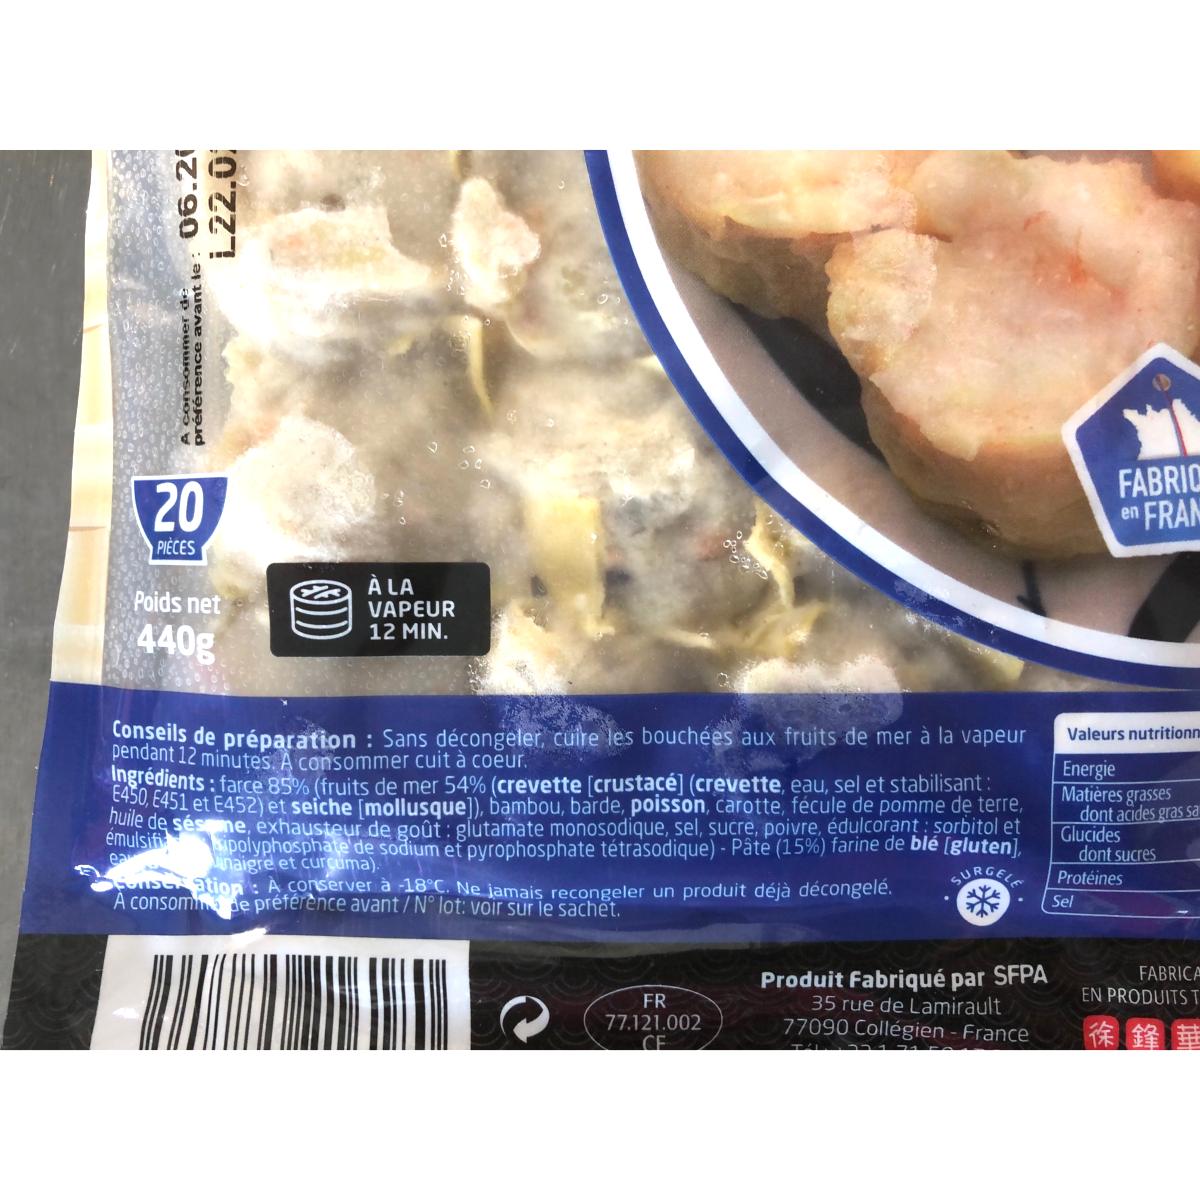 A consommer de
préférence avant le : 06.20
L22.0
20
PIÈCES
Poids net
440g
À LA
VAPEUR
12 MIN.
FABRIQ
en FRAN
Conseils de préparation : Sans décongeler, cuire les bouchées aux fruits de mer à la vapeur
pendant 12 minutes. A consommer cuit à coeur.
Ingrédients : farce 85% (fruits de mer 54% (crevette [crustacé] (crevette, eau, sel et stabilisant :
E450, E451 et E452) et seiche [mollusque]), bambou, barde, poisson, carotte, fécule de pomme de terre,
huile de sésame, exhausteur de goût : glutamate monosodique, sel, sucre, poivre, édulcorant : sorbitol et
ipolyphosphate de sodium et pyrophosphate tétrasodique) - Pâte (15%) farine de blé [gluten],
vinaigre et curcuma).
Conservation : A conserver à -18°C. Ne jamais recongeler un produit déjà décongelé.
A consommer de préférence avant / N° lot: voir sur le sachet.
SURGELÉ
Valeurs nutritionn
Energie
Matières grasses
dont acides gras sa
Glucides
dont sucres
Protéines
Sel
FR
77.121.002
CE
Produit Fabriqué par SFPA
35 rue de Lamirault
77090 Collégien - France
FABRICA
EN PRODUITS T
徐 鋒 華